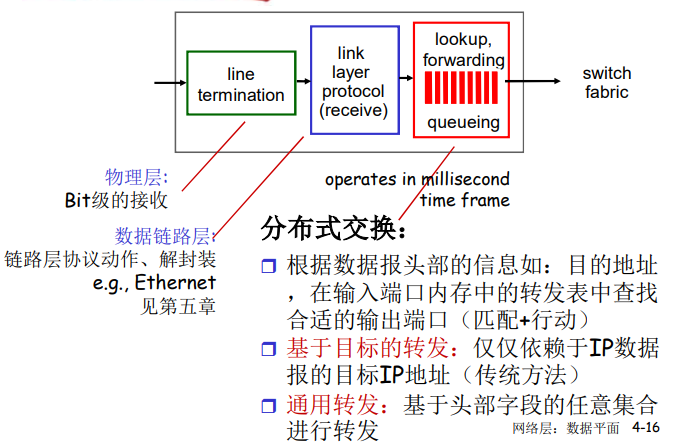 line
termination
link
layer
protocol
(receive)
lookup,
forwarding
queueing
switch
fabric
物理层:
Bit级的接收
数据链路层:
链路层协议动作、解封装
e.g., Ethernet
见第五章
operates in millisecond
time frame
分布式交换：
根据数据报头部的信息如：目的地址
，在输入端口内存中的转发表中查找
合适的输出端口（匹配+行动）
基于目标的转发：仅仅依赖于IP数据
报的目标IP地址（传统方法）
通用转发：基于头部字段的任意集合
进行转发
网络层：数据平面 4-16